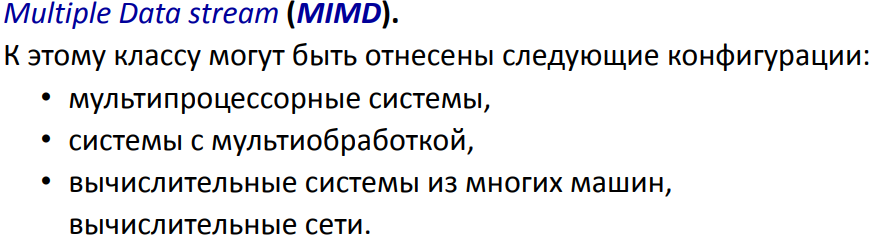 Multiple Data stream (MIMD).
К этому классу могут быть отнесены следующие конфигурации:
• мультипроцессорные системы,
• системы с мультиобработкой,
• вычислительные системы из многих машин,
вычислительные сети.